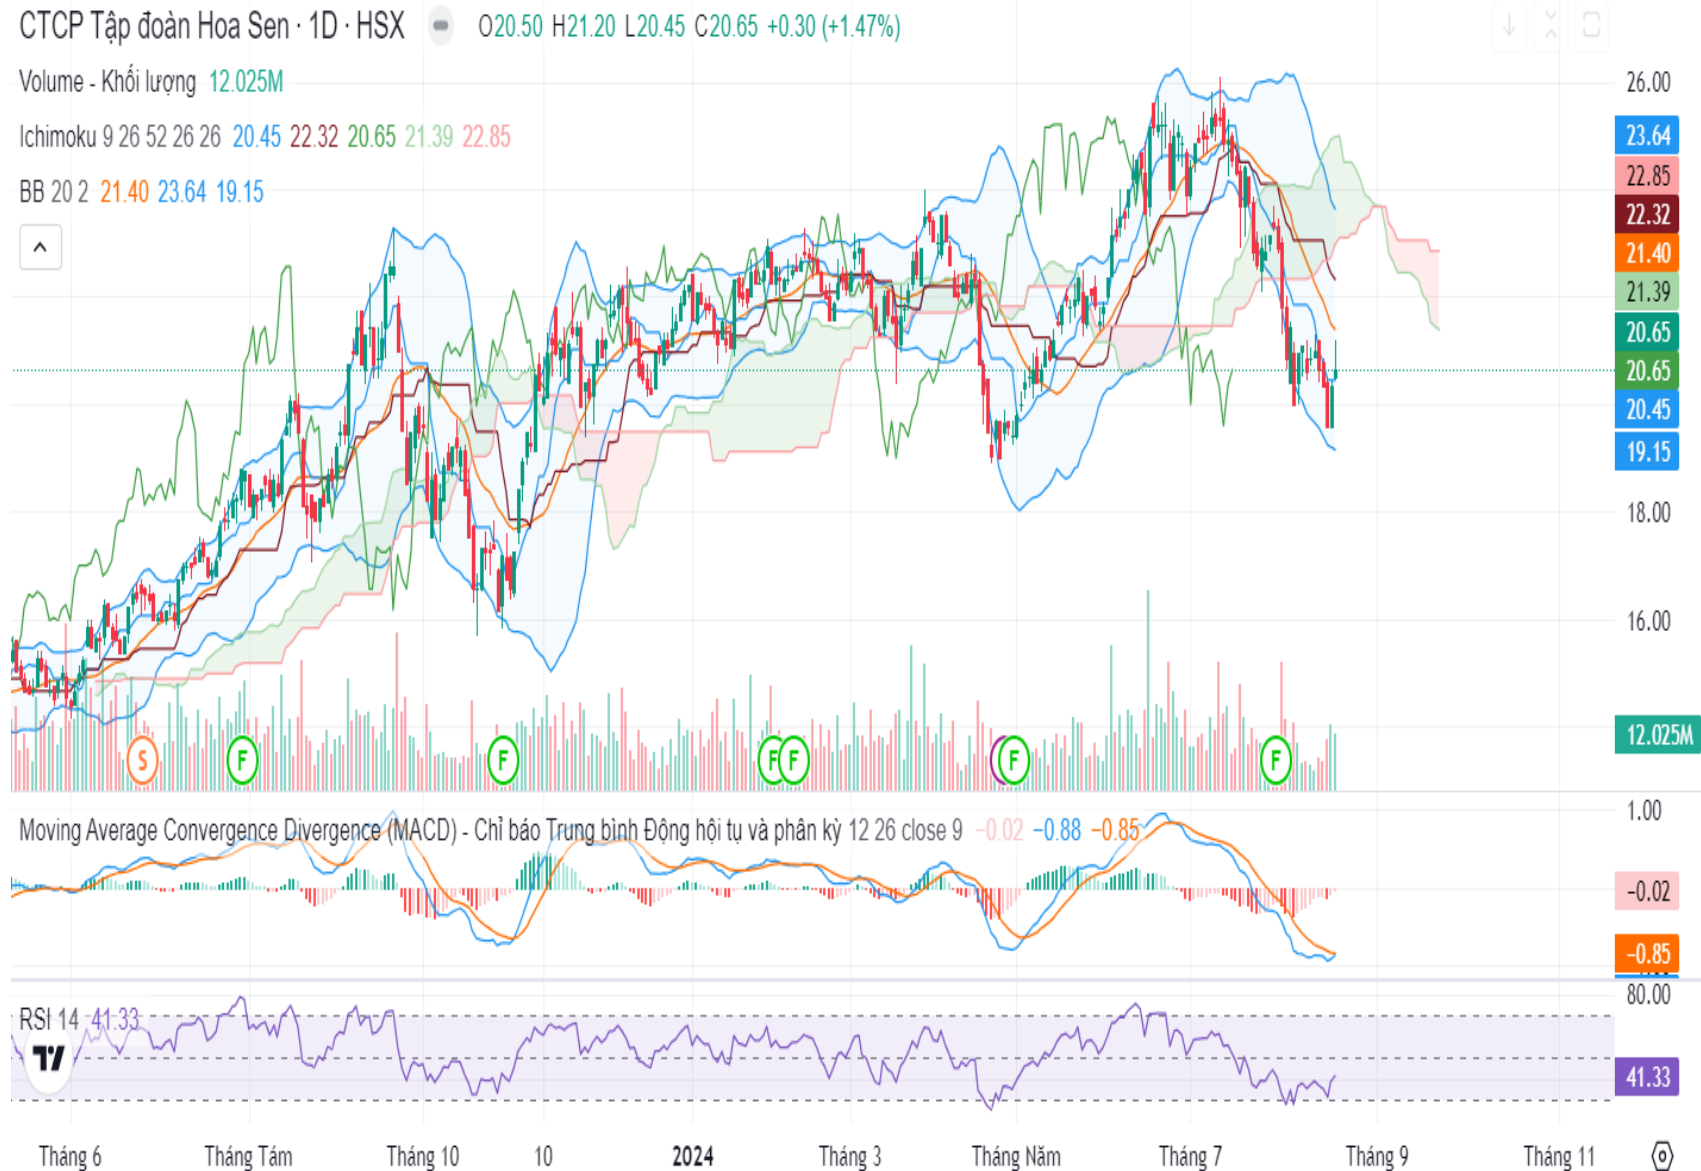 CTCP Tập đoàn Hoa Sen · 1D · HSX O20.50 H21.20 L20.45 C20.65 +0.30 (+1.47%)
Volume - Khối lượng 12.025M
Ichimoku 9 26 52 26 26 20.45 22.32 20.65 21.39 22.85
BB 20 2 21.40 23.64 19.15
26.00
23.64
22.85
22.32
21.40
21.39
20.65
20.65
20.45
19.15
18.00
16.00
12.025M
S F F F F F F
Moving Average Convergence Divergence (MACD) - Chỉ báo Trung bình Động hội tụ và phân kỳ 12 26 close 9 −0.02 −0.88 −0.85
1.00
−0.02
−0.85
RSI 14 41.33
80.00
41.33
Tháng 6 Tháng Tám Tháng 10 10 2024 Tháng 3 Tháng Năm Tháng 7 Tháng 9 Tháng 11